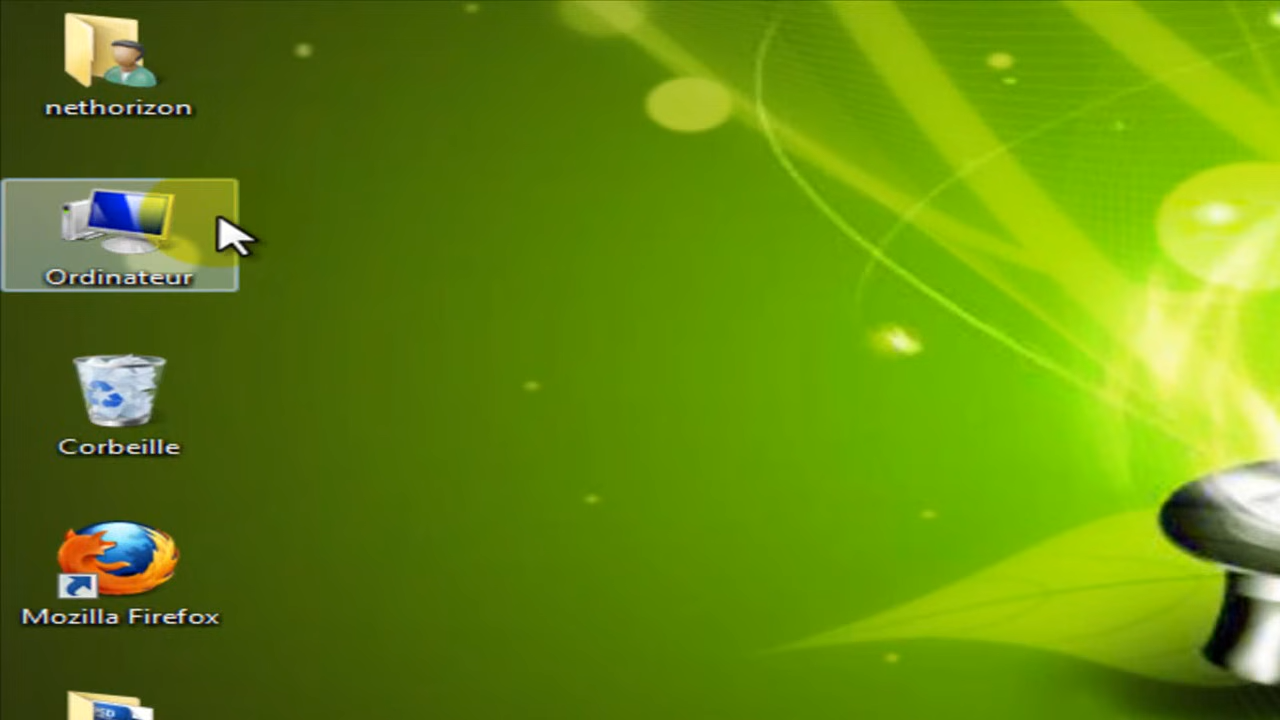 nethorizon
Ordinateur
Corbeille
Mozilla Firefox